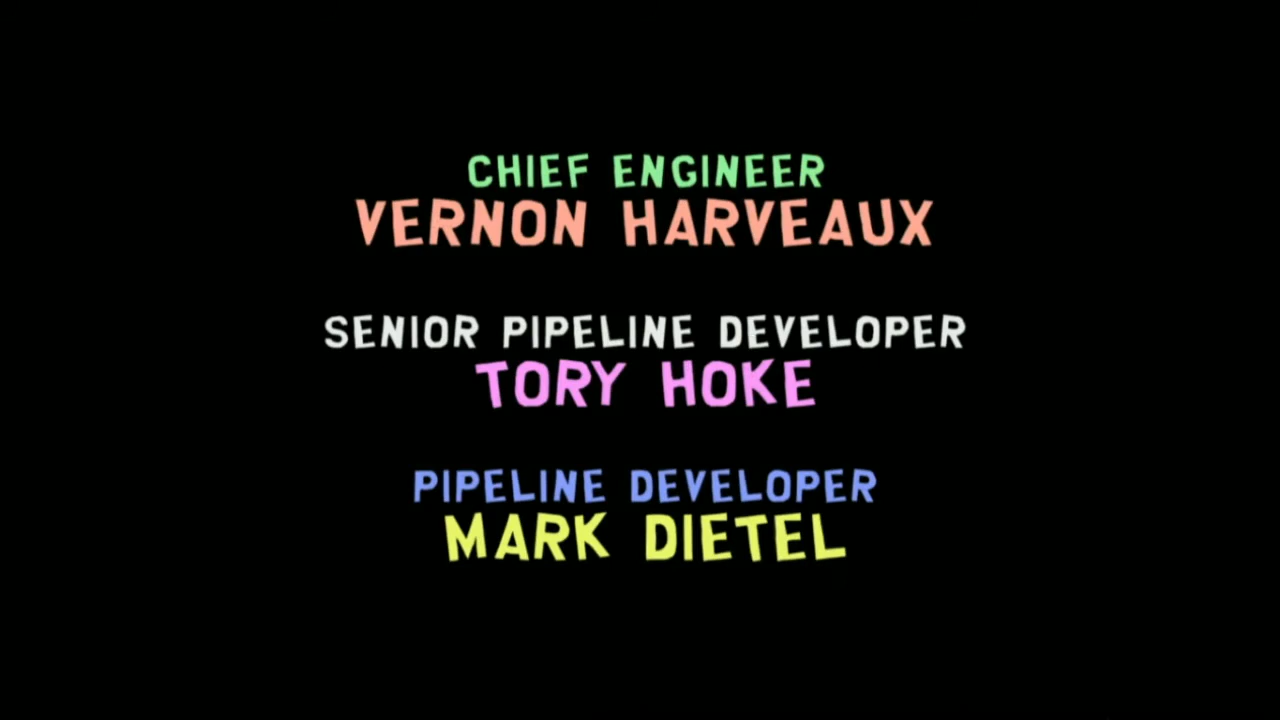 CHIEF ENGINEER
VERNON HARVEAUX
SENIOR PIPELINE DEVELOPER
TORY HOKE
PIPELINE DEVELOPER
MARK DIETEL